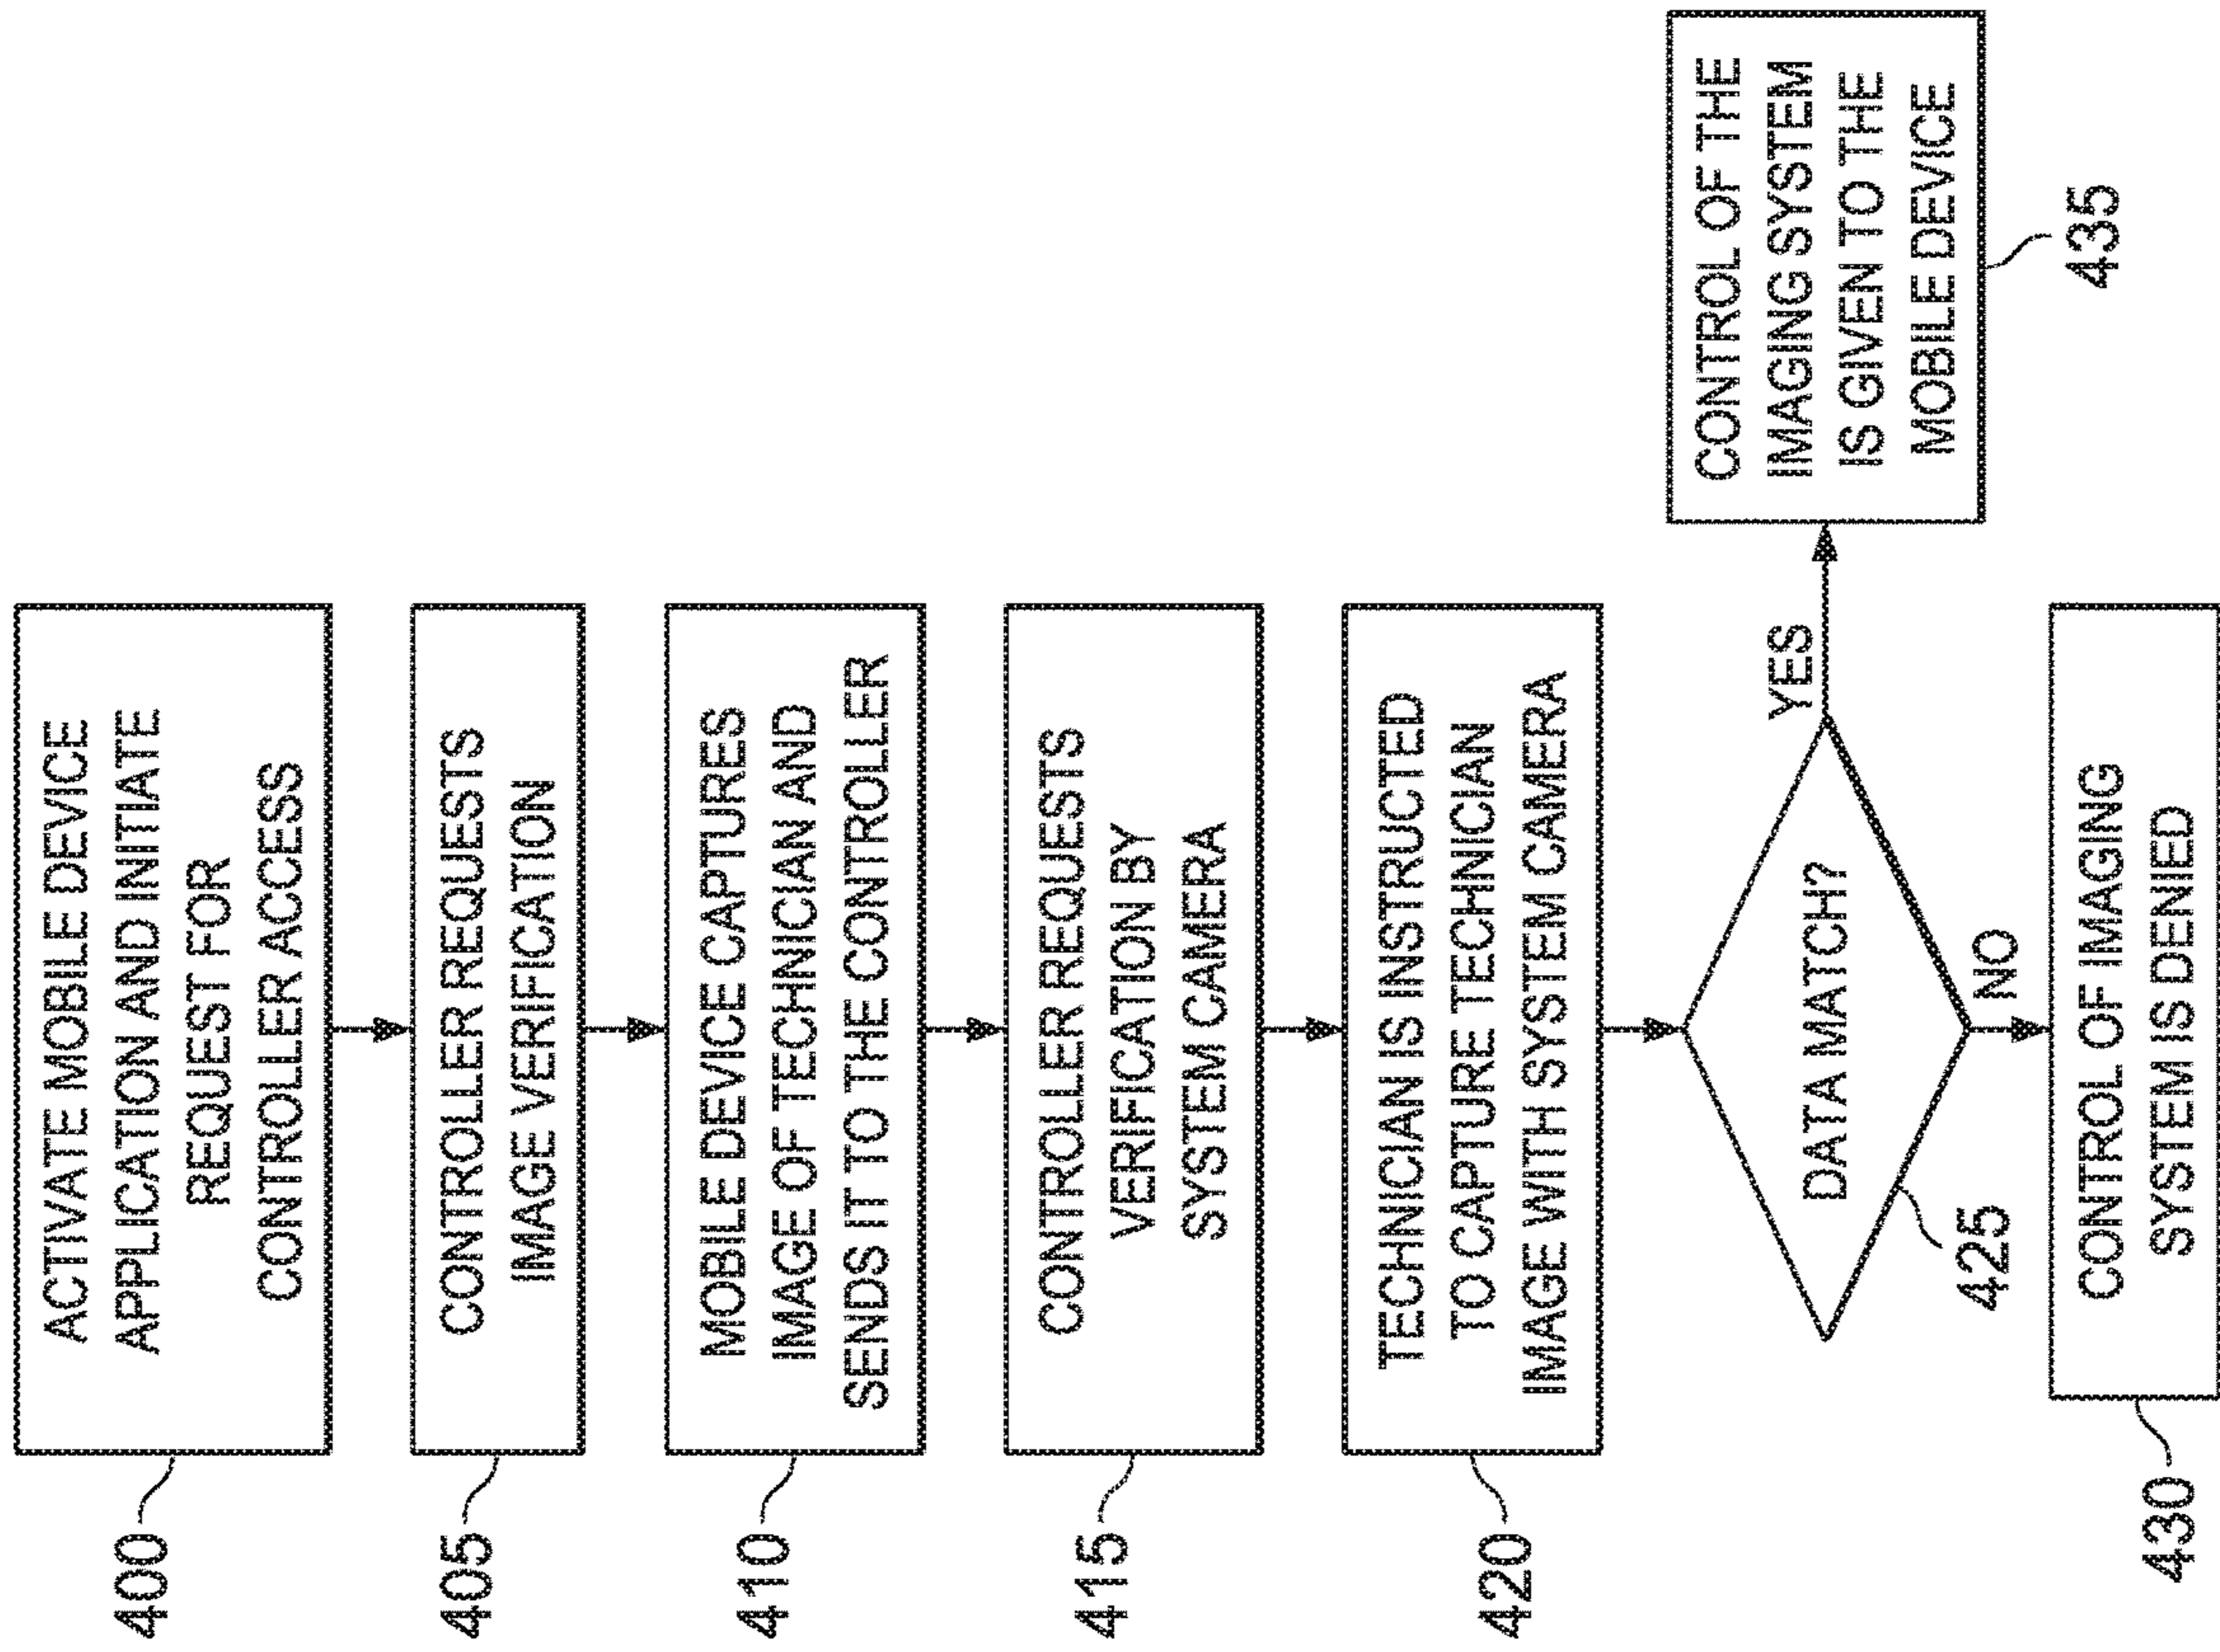 400
ACTIVATE MOBILE DEVICE
APPLICATION AND INITIATE
REQUEST FOR
CONTROLLER ACCESS
405
CONTROLLER REQUESTS
IMAGE VERIFICATION
410
MOBILE DEVICE CAPTURES
IMAGE OF TECHNICIAN AND
SENDS IT TO THE CONTROLLER
415
CONTROLLER REQUESTS
VERIFICATION BY
SYSTEM CAMERA
420
TECHNICIAN IS INSTRUCTED
TO CAPTURE TECHNICIAN
IMAGE WITH SYSTEM CAMERA
425
DATA MATCH?
YES
CONTROL OF THE
IMAGING SYSTEM
IS GIVEN TO THE
MOBILE DEVICE
435
NO
430
CONTROL OF IMAGING
SYSTEM IS DENIED